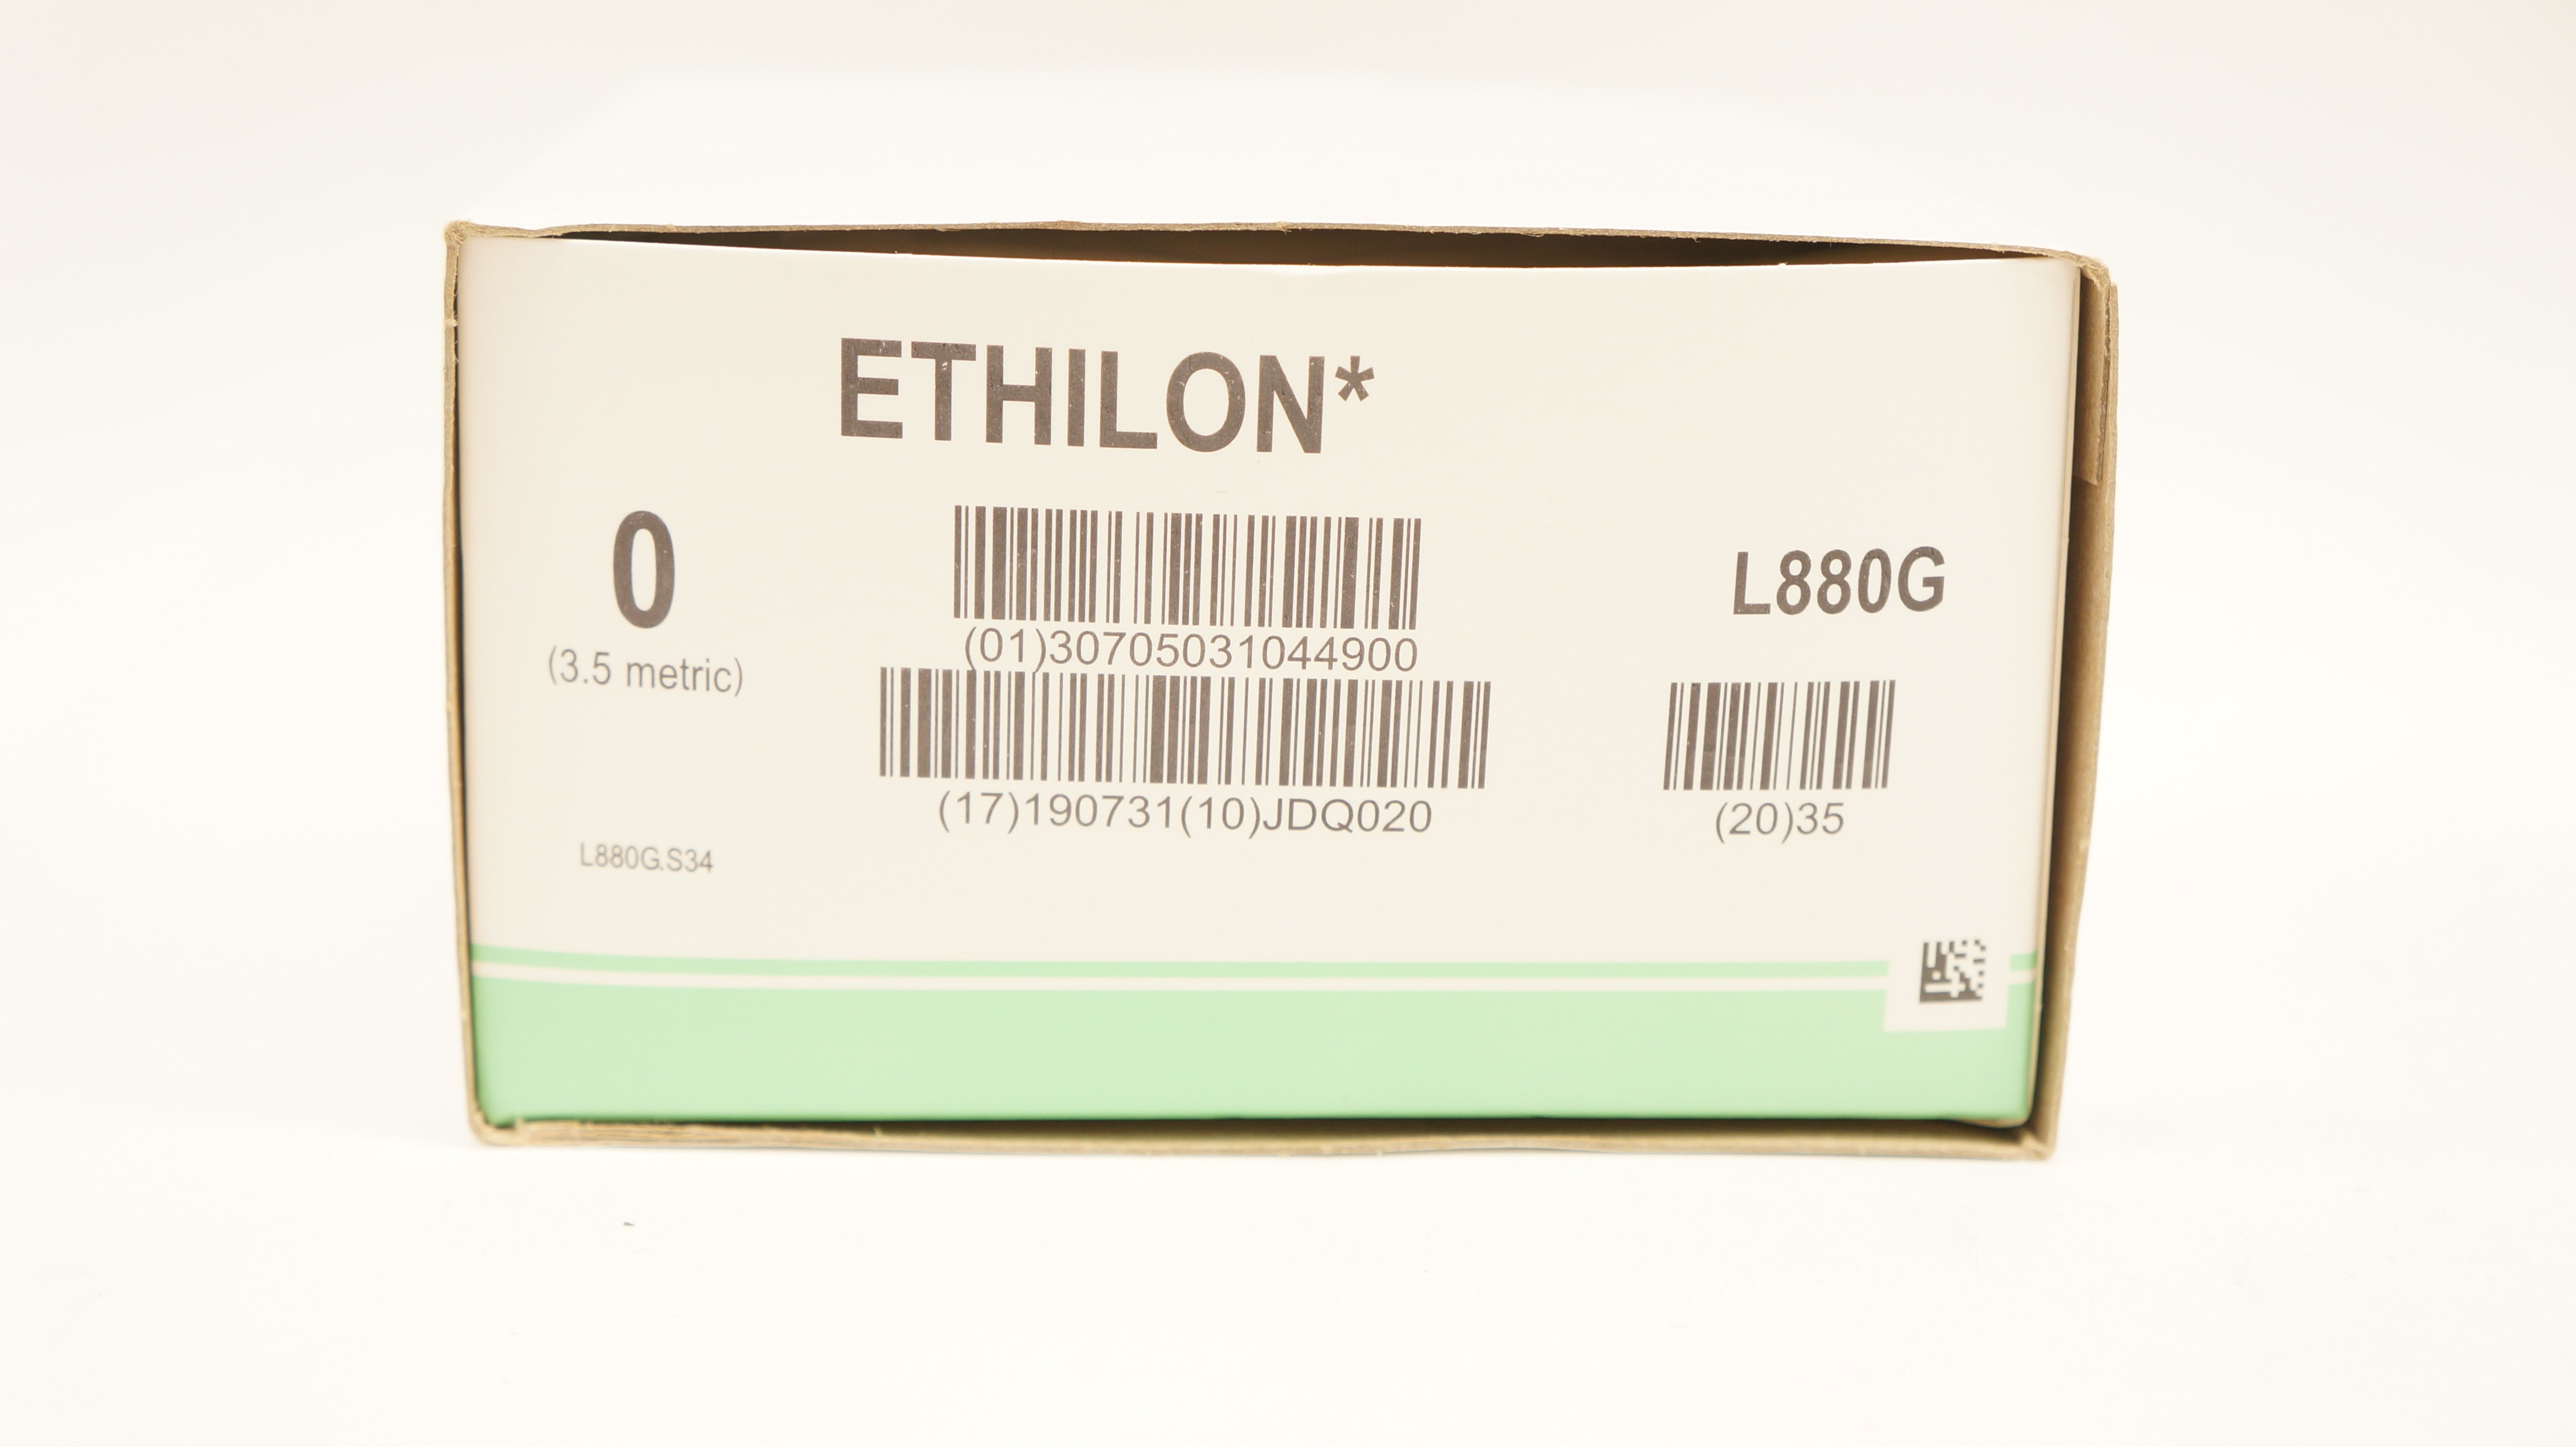 ETHILON*
0
(3.5 metric)
(01)30705031044900
L880G
(17)190731(10)JDQ020
(20)35
L880G.S34